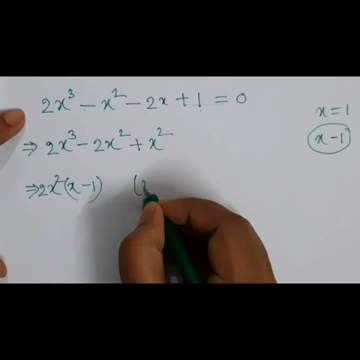 2x³ - x² - 2x + 1 = 0
x = 1
x - 1
⇒ 2x³ - 2x² + x²
⇒ 2x² (x - 1) (